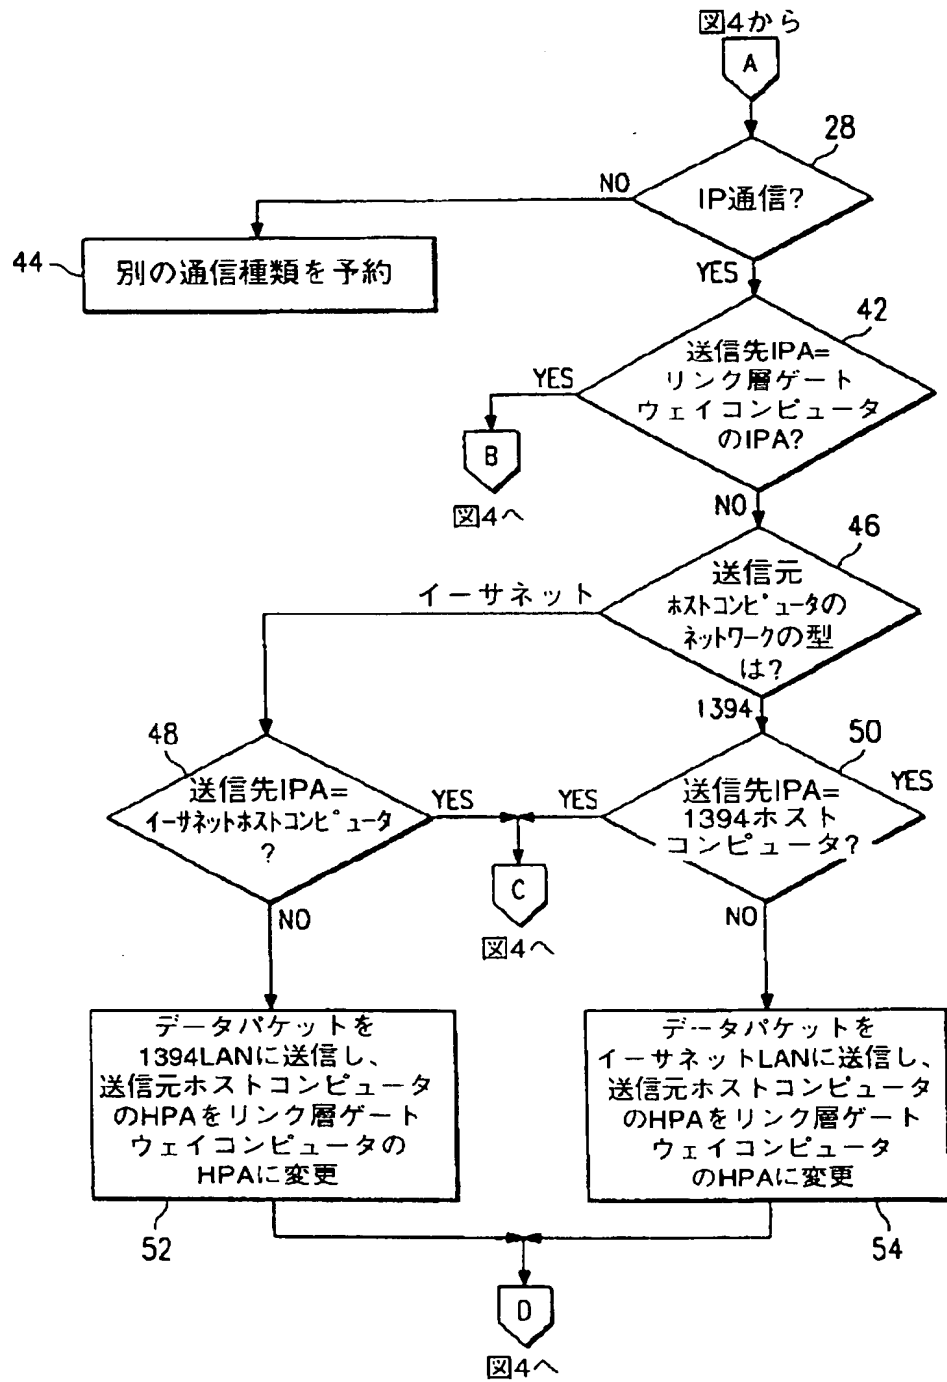 図4から
A
28
IP通信?
NO
44
別の通信種類を予約
YES
42
送信先IPA=
リンク層ゲート
ウェイコンピュータ
のIPA?
YES
B
図4へ
NO
46
送信元
ホストコンピュータの
ネットワークの型
は?
イーサネット
1394
48
送信先IPA=
イーサネットホストコンピュータ
?
YES
50
送信先IPA=
1394ホスト
コンピュータ?
YES
YES
C
図4へ
NO
NO
データパケットを
1394LANに送信し、
送信元ホストコンピュータ
のHPAをリンク層ゲート
ウェイコンピュータの
HPAに変更
52
データパケットを
イーサネットLANに送信し、
送信元ホストコンピュータ
のHPAをリンク層ゲート
ウェイコンピュータ
のHPAに変更
54
D
図4へ